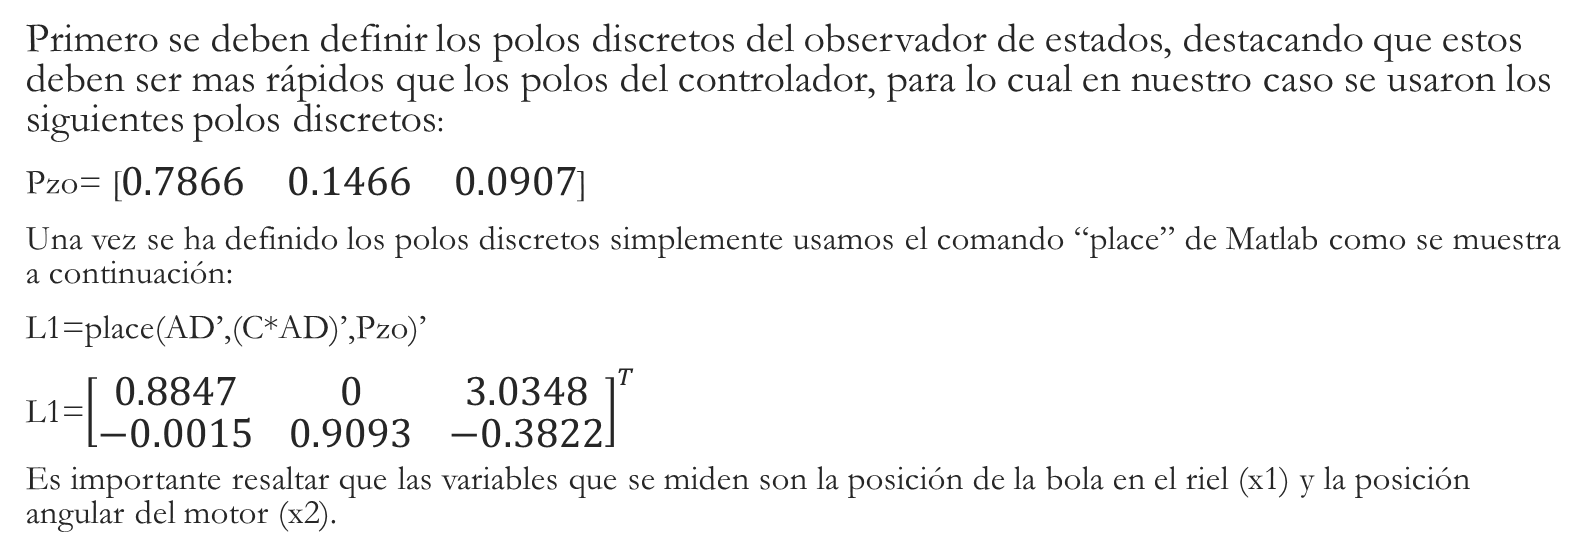 Primero se deben definir los polos discretos del observador de estados, destacando que estos
deben ser mas rápidos que los polos del controlador, para lo cual en nuestro caso se usaron los
siguientes polos discretos:
Pzo= [0.7866 0.1466 0.0907]
Una vez se ha definido los polos discretos simplemente usamos el comando “place” de Matlab como se muestra
a continuación:
L1=place(AD’,(C*AD)’,Pzo)’
L1=[0.8847 0 3.0348
−0.0015 0.9093 −0.3822]T
Es importante resaltar que las variables que se miden son la posición de la bola en el riel (x1) y la posición
angular del motor (x2).